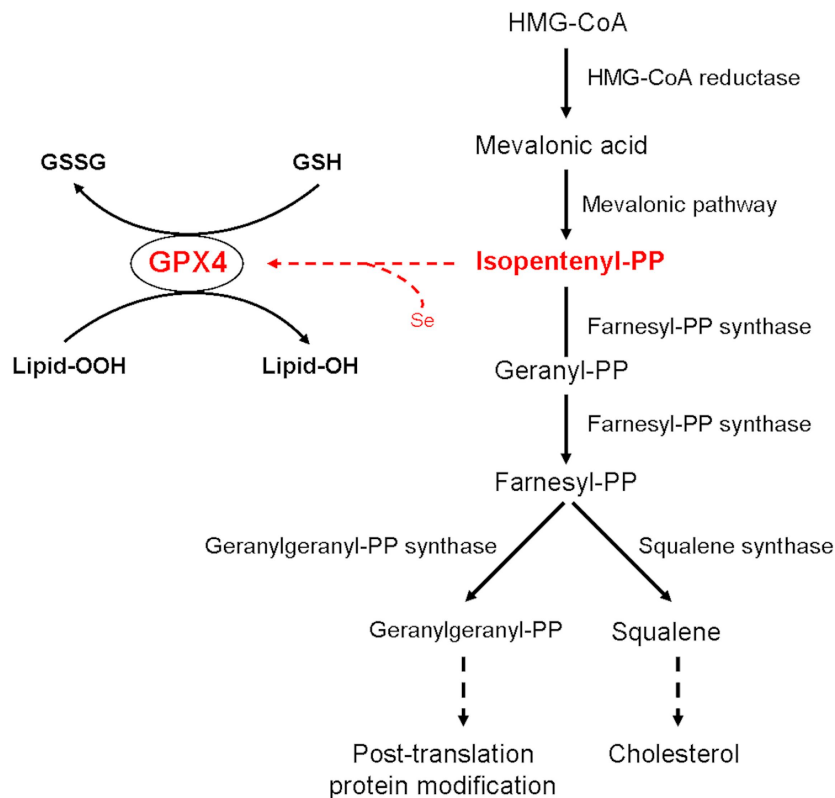 HMG-CoA
HMG-CoA reductase
Mevalonic acid
GSSG
GSH
Mevalonic pathway
GPX4
Isopentenyl-PP
Se
Farnesyl-PP synthase
Lipid-OOH
Lipid-OH
Geranyl-PP
Farnesyl-PP synthase
Farnesyl-PP
Geranylgeranyl-PP synthase
Squalene synthase
Geranylgeranyl-PP
Squalene
Post-translation
protein modification
Cholesterol